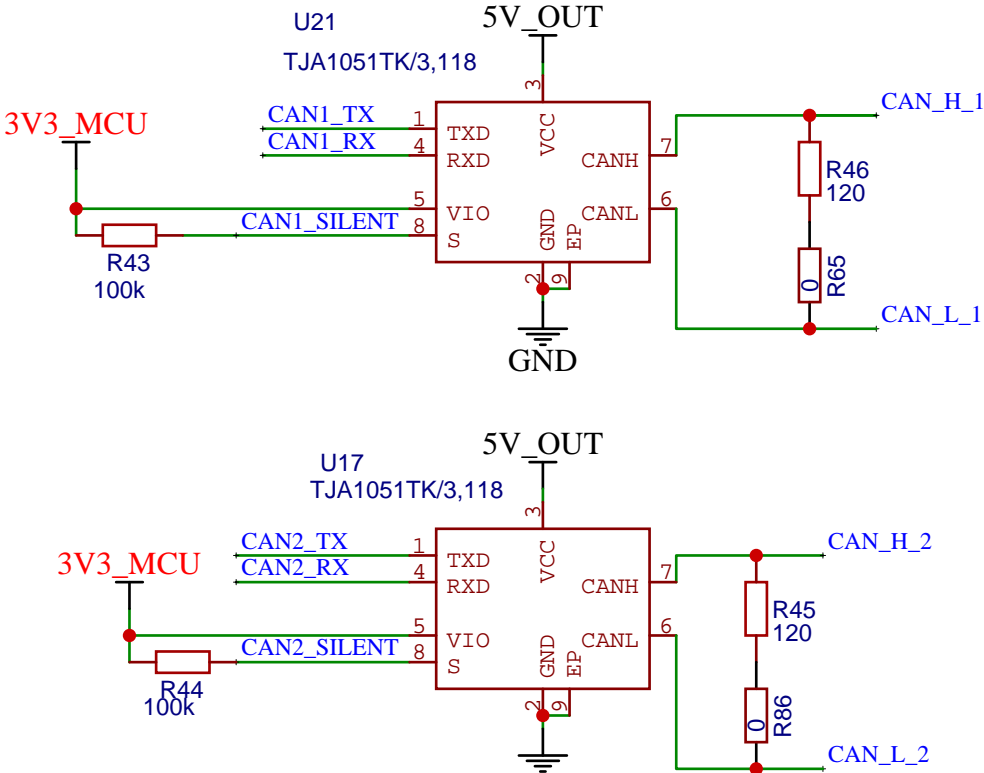 U21
5V_OUT
TJA1051TK/3,118
3
CAN_H_1
3V3_MCU
CAN1_TX
1
TXD
VCC
CAN1_RX
4
RXD
CANH
7
R46
120
5
VIO
GND
EP
CANL
6
CAN1_SILENT
8
S
R43
100k
2
9
0
R65
CAN_L_1
GND
5V_OUT
U17
TJA1051TK/3,118
3
CAN_H_2
3V3_MCU
CAN2_TX
1
TXD
VCC
CAN2_RX
4
RXD
CANH
7
R45
120
5
VIO
GND
EP
CANL
6
CAN2_SILENT
8
S
R44
100k
2
9
0
R86
CAN_L_2